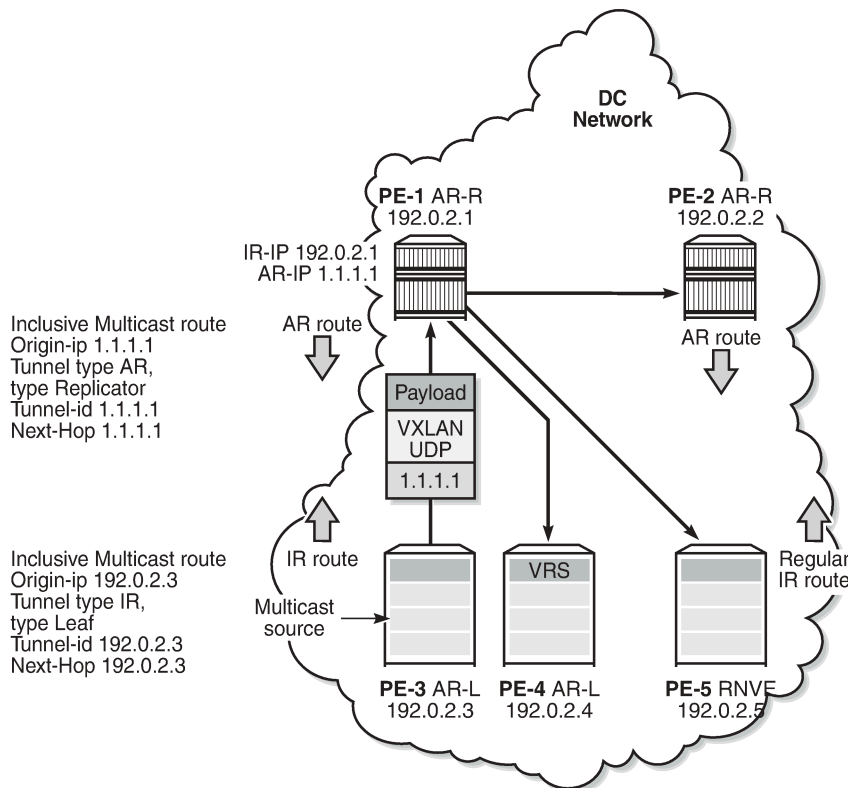 DC
Network
PE-1 AR-R
192.0.2.1
PE-2 AR-R
192.0.2.2
IR-IP 192.0.2.1
AR-IP 1.1.1.1
Inclusive Multicast route
Origin-ip 1.1.1.1
Tunnel type AR,
type Replicator
Tunnel-id 1.1.1.1
Next-Hop 1.1.1.1
AR route
AR route
Payload
VXLAN
UDP
1.1.1.1
Inclusive Multicast route
Origin-ip 192.0.2.3
Tunnel type IR,
type Leaf
Tunnel-id 192.0.2.3
Next-Hop 192.0.2.3
IR route
Multicast
source
VRS
Regular
IR route
PE-3 AR-L
192.0.2.3
PE-4 AR-L
192.0.2.4
PE-5 RNVE
192.0.2.5